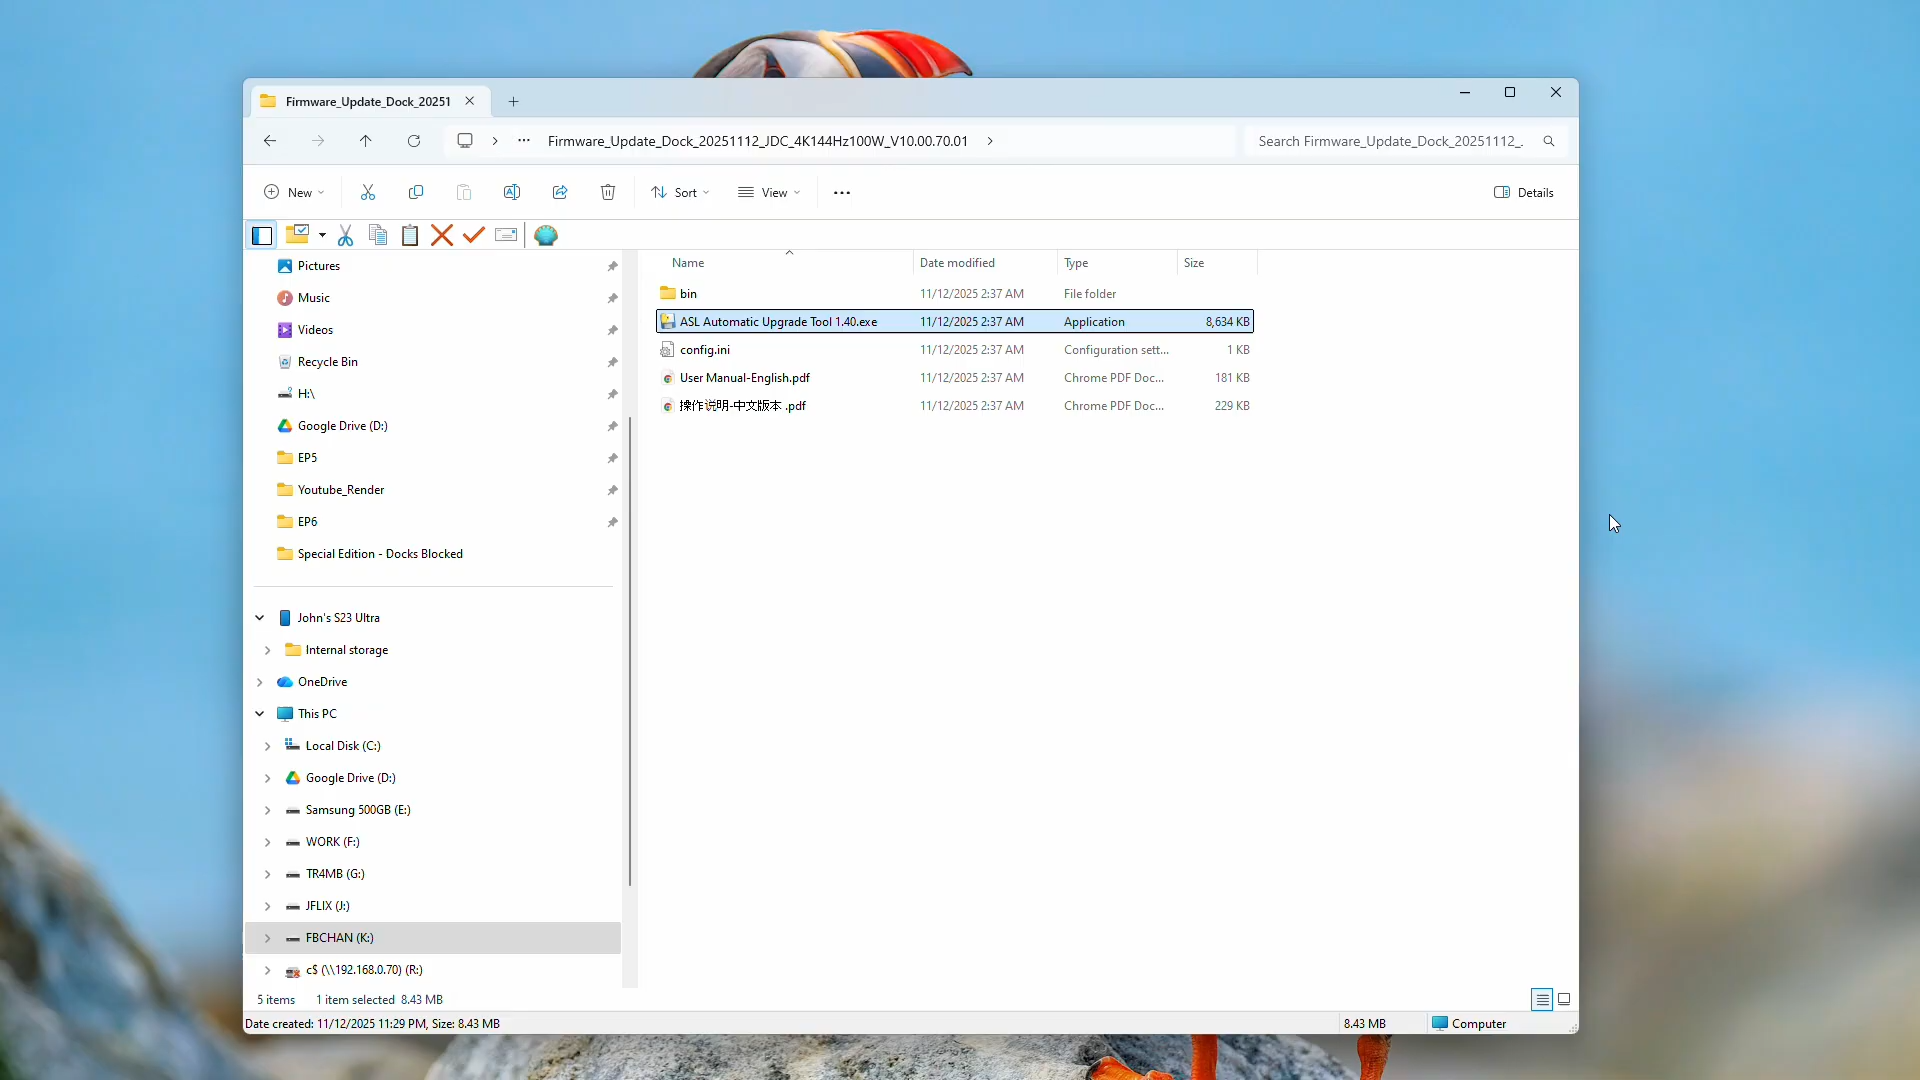 Firmware_Update_Dock_20251
Firmware_Update_Dock_20251112_JDC_4K144Hz100W_V10.00.70.01
Search Firmware_Update_Dock_20251112_.
New
Sort
View
Details
Pictures
Music
Videos
Recycle Bin
H:\
Google Drive (D:)
EP5
Youtube_Render
EP6
Special Edition - Docks Blocked
John's S23 Ultra
Internal storage
OneDrive
This PC
Local Disk (C:)
Google Drive (D:)
Samsung 500GB (E:)
WORK (F:)
TR4MB (G:)
JFLIX (J:)
FBCHAN (K:)
c$ (\\192.168.0.70) (R:)
Name Date modified Type Size
bin 11/12/2025 2:37 AM File folder
ASL Automatic Upgrade Tool 1.40.exe 11/12/2025 2:37 AM Application 8,634 KB
config.ini 11/12/2025 2:37 AM Configuration sett... 1 KB
User Manual-English.pdf 11/12/2025 2:37 AM Chrome PDF Doc... 181 KB
操作说明-中文版本 .pdf 11/12/2025 2:37 AM Chrome PDF Doc... 229 KB
5 items 1 item selected 8.43 MB
Date created: 11/12/2025 11:29 PM, Size: 8.43 MB 8.43 MB Computer